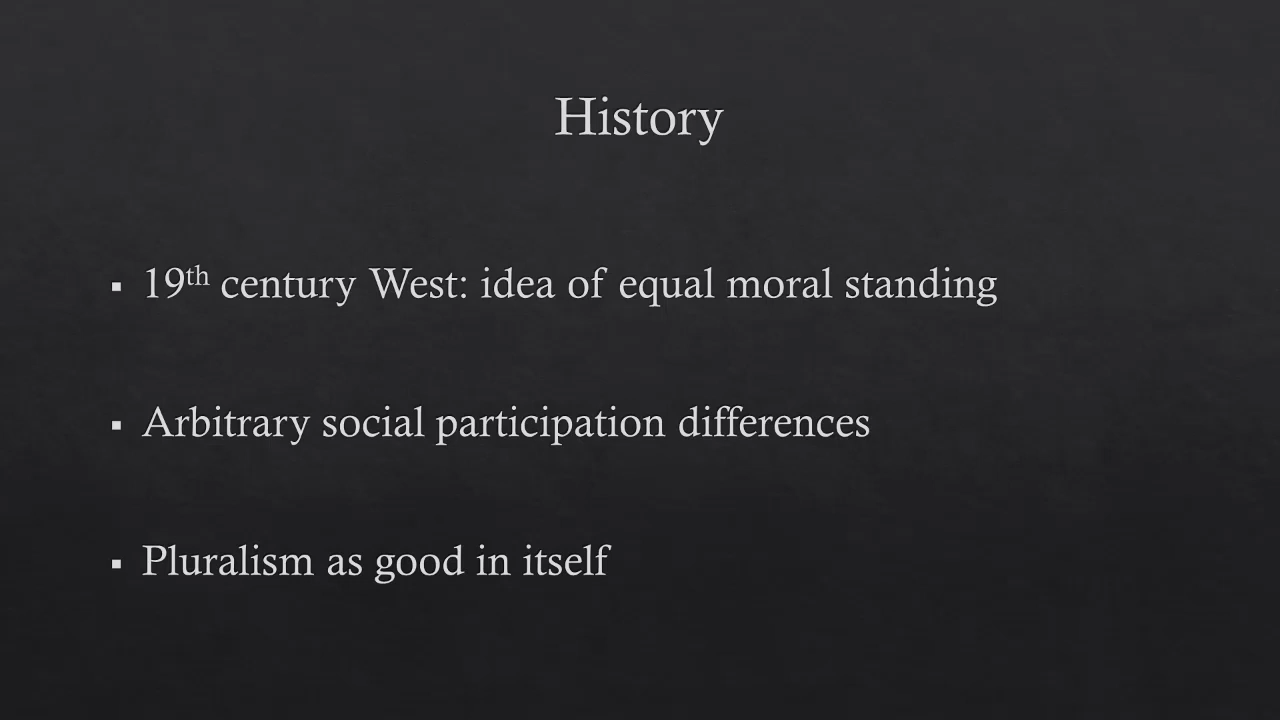 History
▪ 19th century West: idea of equal moral standing
▪ Arbitrary social participation differences
▪ Pluralism as good in itself